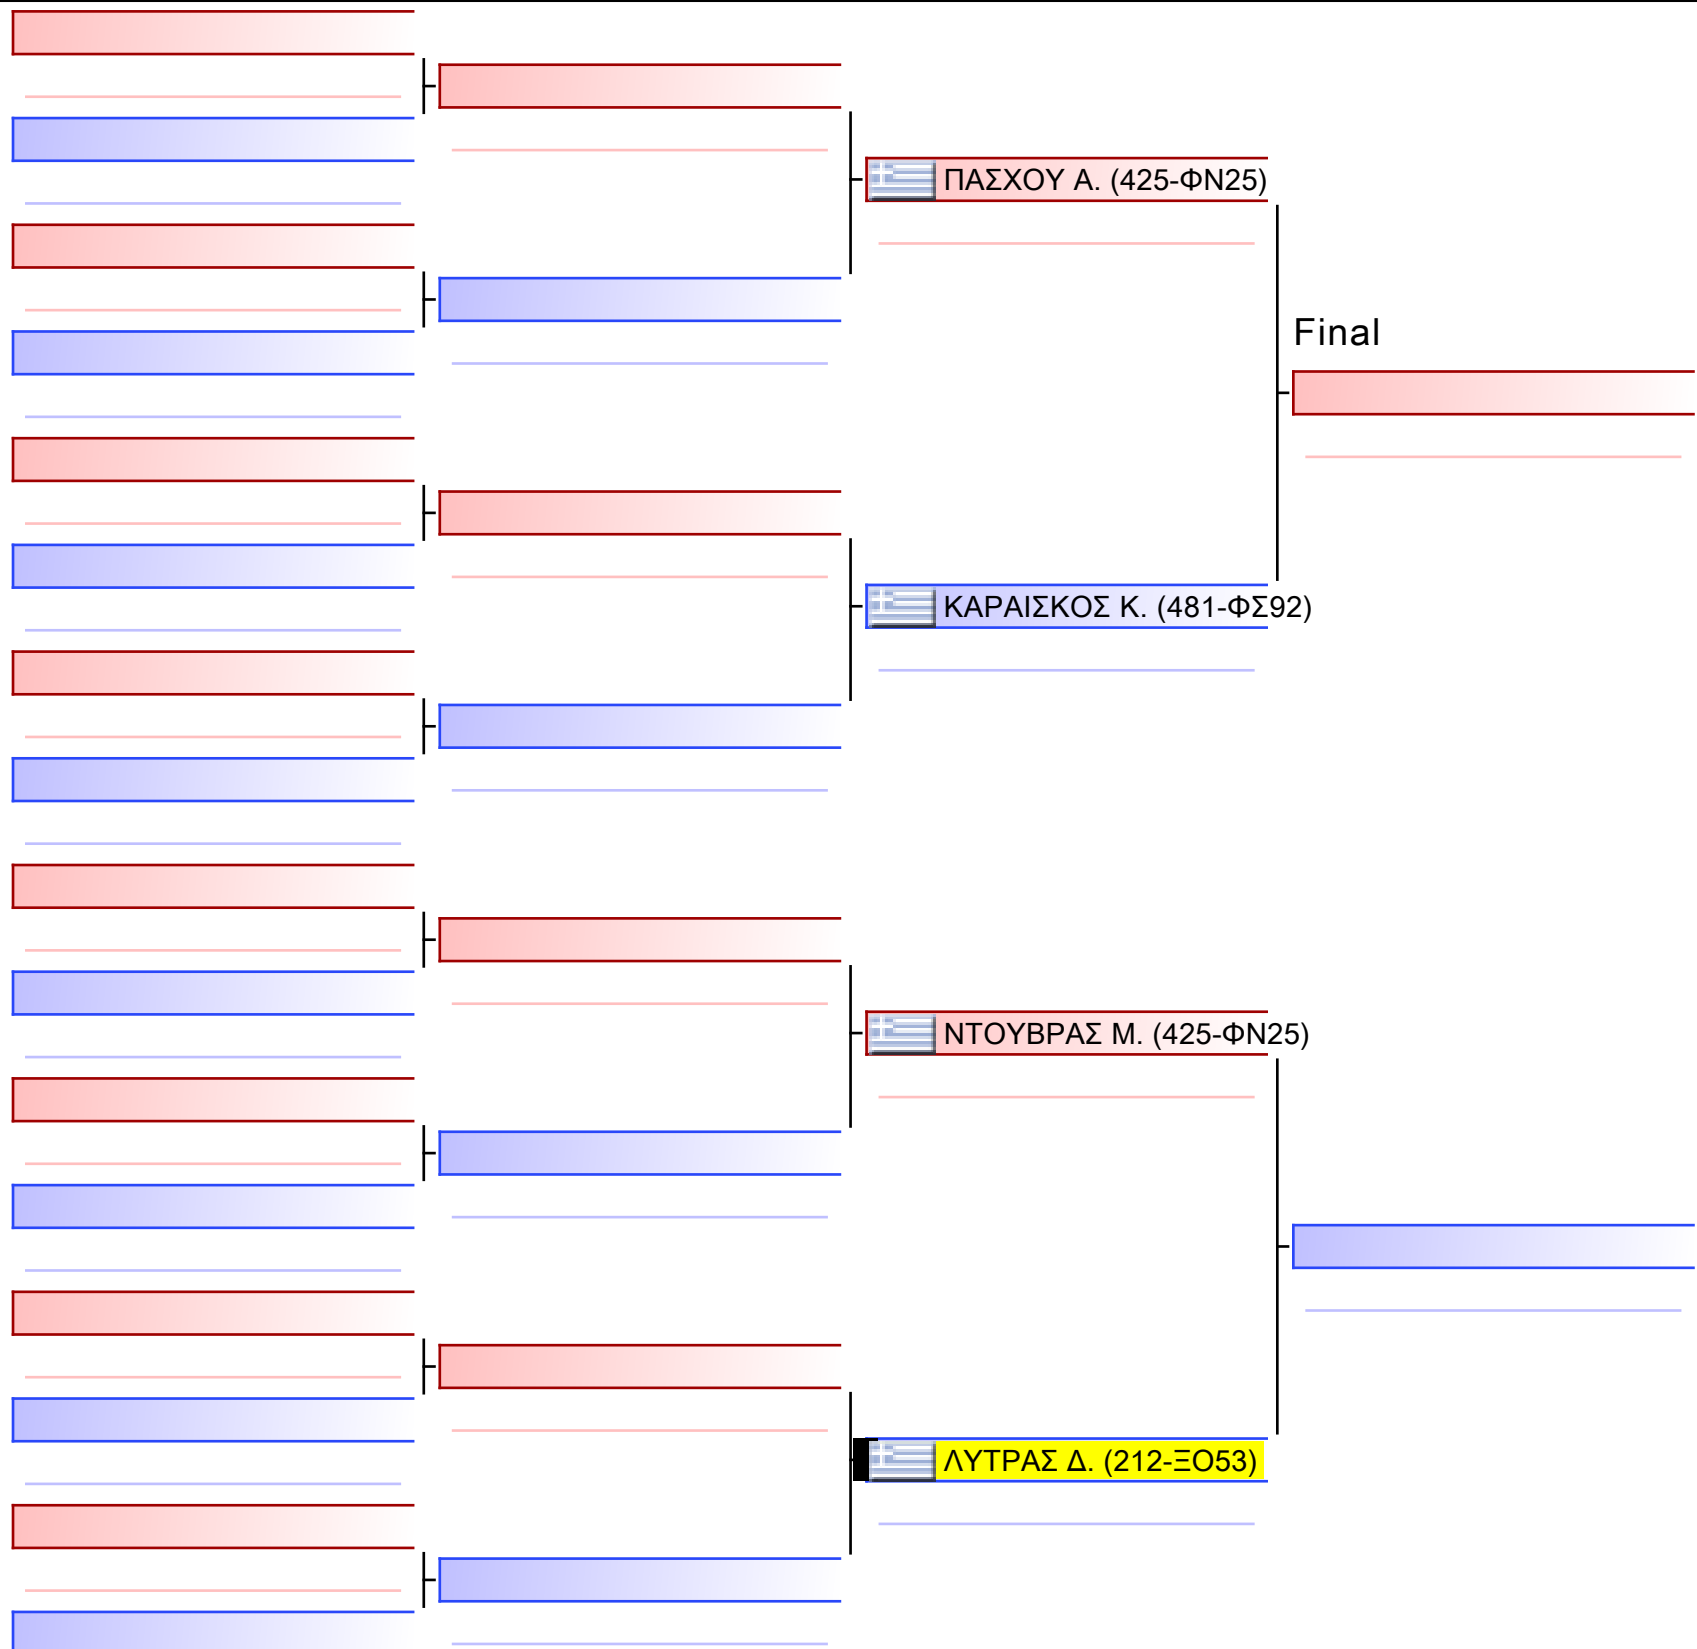 ΠΑΣΧΟΥ Α. (425-ΦΝ25)
Final
ΚΑΡΑΙΣΚΟΣ Κ. (481-ΦΣ92)
ΝΤΟΥΒΡΑΣ Μ. (425-ΦΝ25)
ΛΥΤΡΑΣ Δ. (212-ΞΟ53)